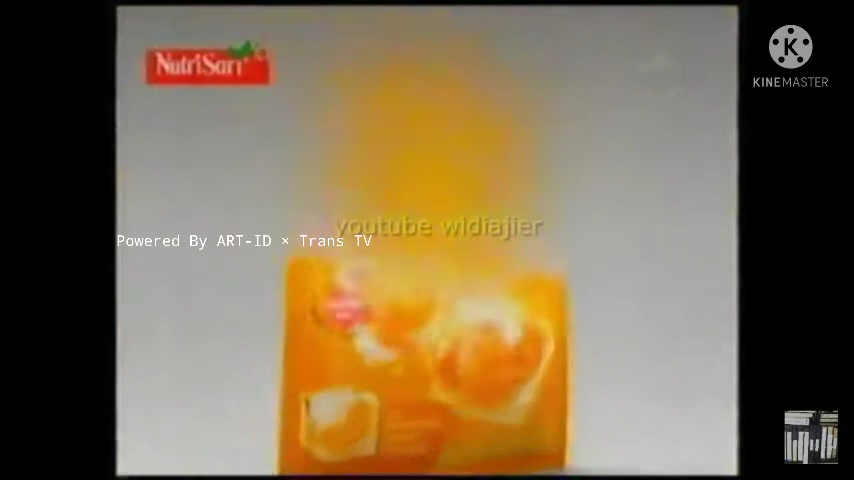 NutriSari
KINEMASTER
youtube widiajier
Powered By ART-ID × Trans TV